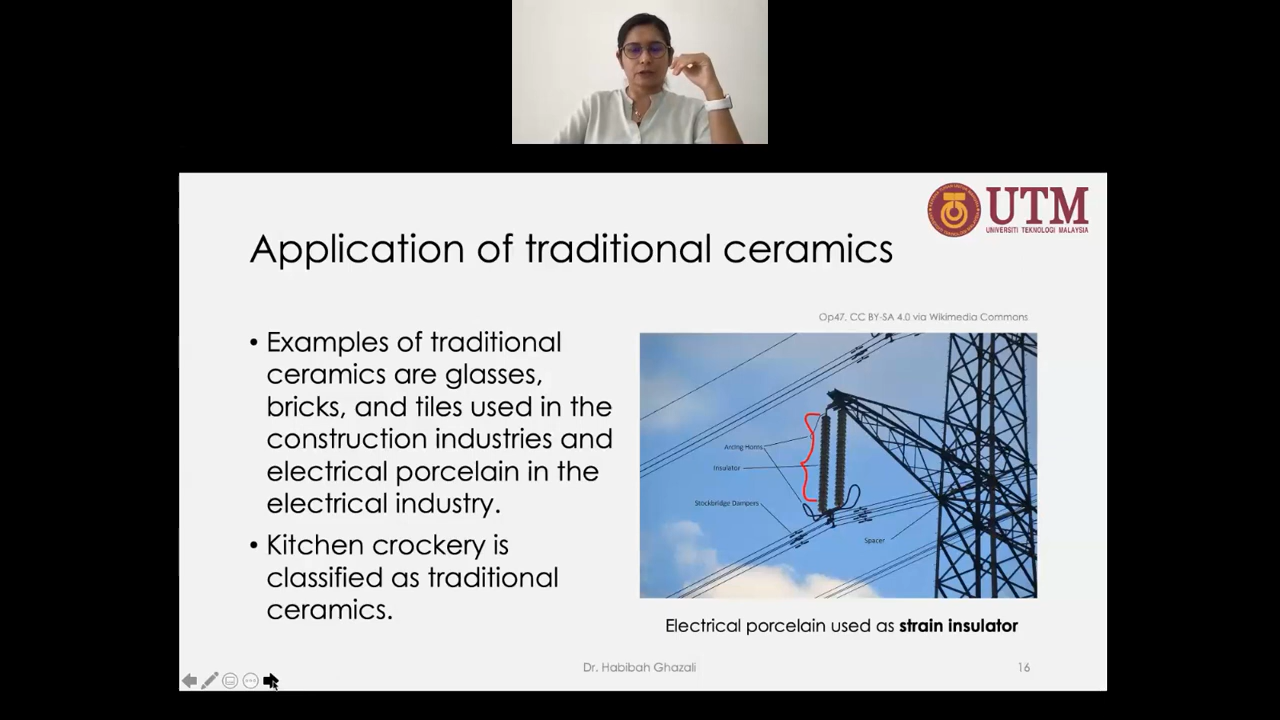 UTM
UNIVERSITI TEKNOLOGI MALAYSIA
Application of traditional ceramics
Op47. CC BY-SA 4.0 via Wikimedia Commons
• Examples of traditional
ceramics are glasses,
bricks, and tiles used in the
construction industries and
electrical porcelain in the
electrical industry.
• Kitchen crockery is
classified as traditional
ceramics.
Arcing Horns
Insulator
Stockbridge Dampers
Spacer
Electrical porcelain used as strain insulator
Dr. Habibah Ghazali
16